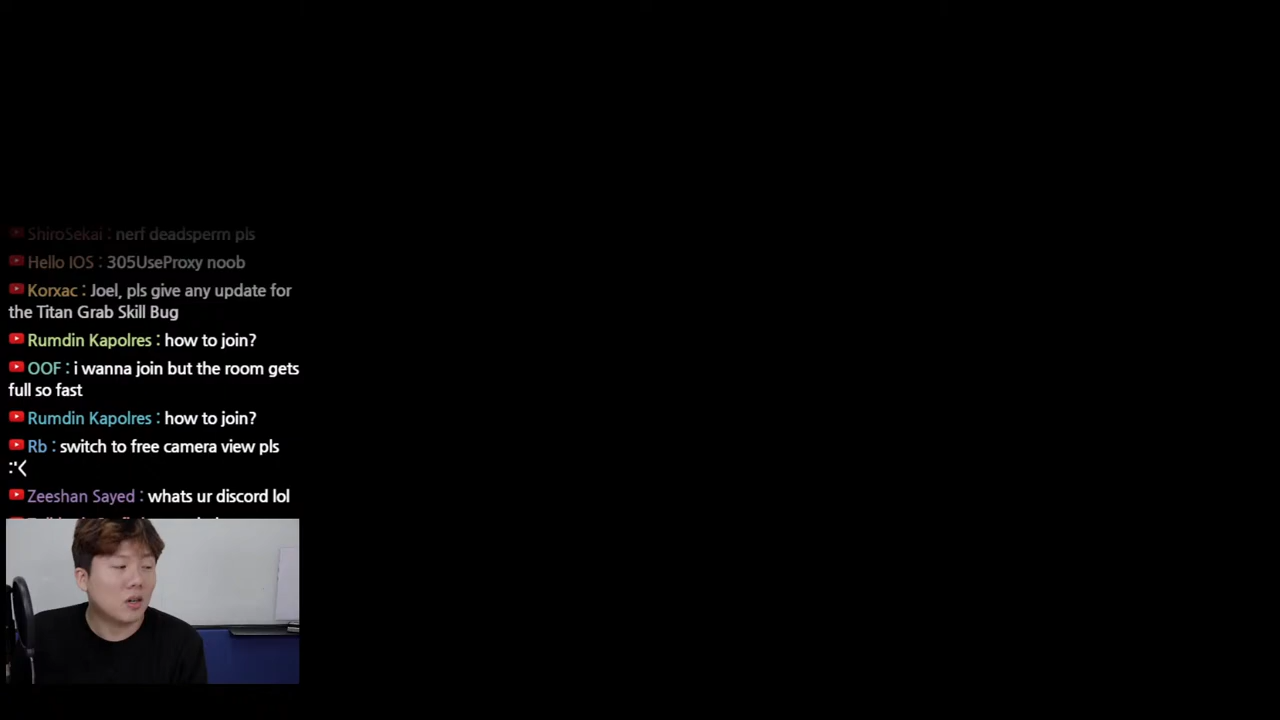 ShiroSekai : nerf deadsperm pls
Hello IOS : 305UseProxy noob
Korxac : Joel, pls give any update for
the Titan Grab Skill Bug
Rumdin Kapolres : how to join?
OOF : i wanna join but the room gets
full so fast
Rumdin Kapolres : how to join?
Rb : switch to free camera view pls
:'<
Zeeshan Sayed : whats ur discord lol